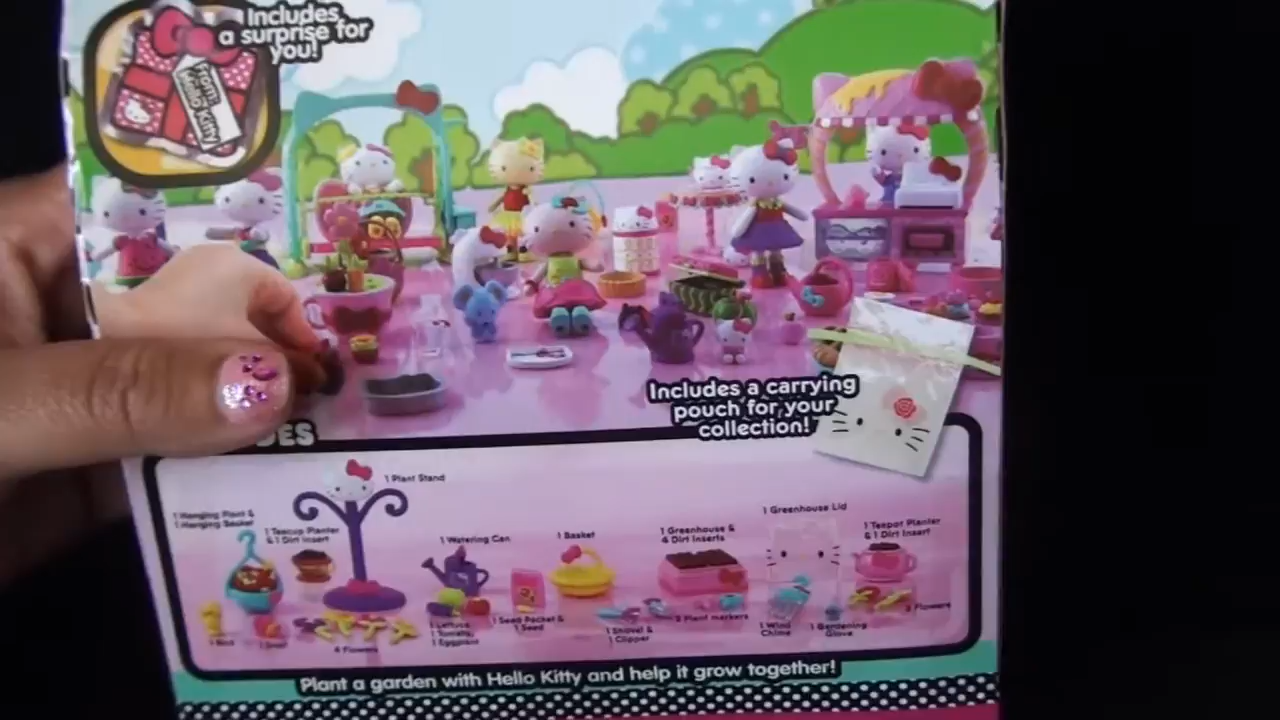 Includes
a surprise for
you!
From:
Hello Kitty
Includes a carrying
pouch for your
collection!
DES
1 Plant Stand
1 Hanging Plant &
1 Hanging Basket
1 Teacup Planter
& 1 Dirt Insert
1 Watering Can
1 Basket
1 Greenhouse &
4 Dirt Inserts
1 Greenhouse Lid
1 Teapot Planter
& 1 Dirt Insert
1 Bird
4 Flowers
1 Lettuce
1 Tomato,
1 Eggplant
1 Seed Packet &
1 Seed
1 Shovel &
1 Clipper
Plant markers
1 Wind
Chime
1 Gardening
Glove
Flowers
Plant a garden with Hello Kitty and help it grow together!